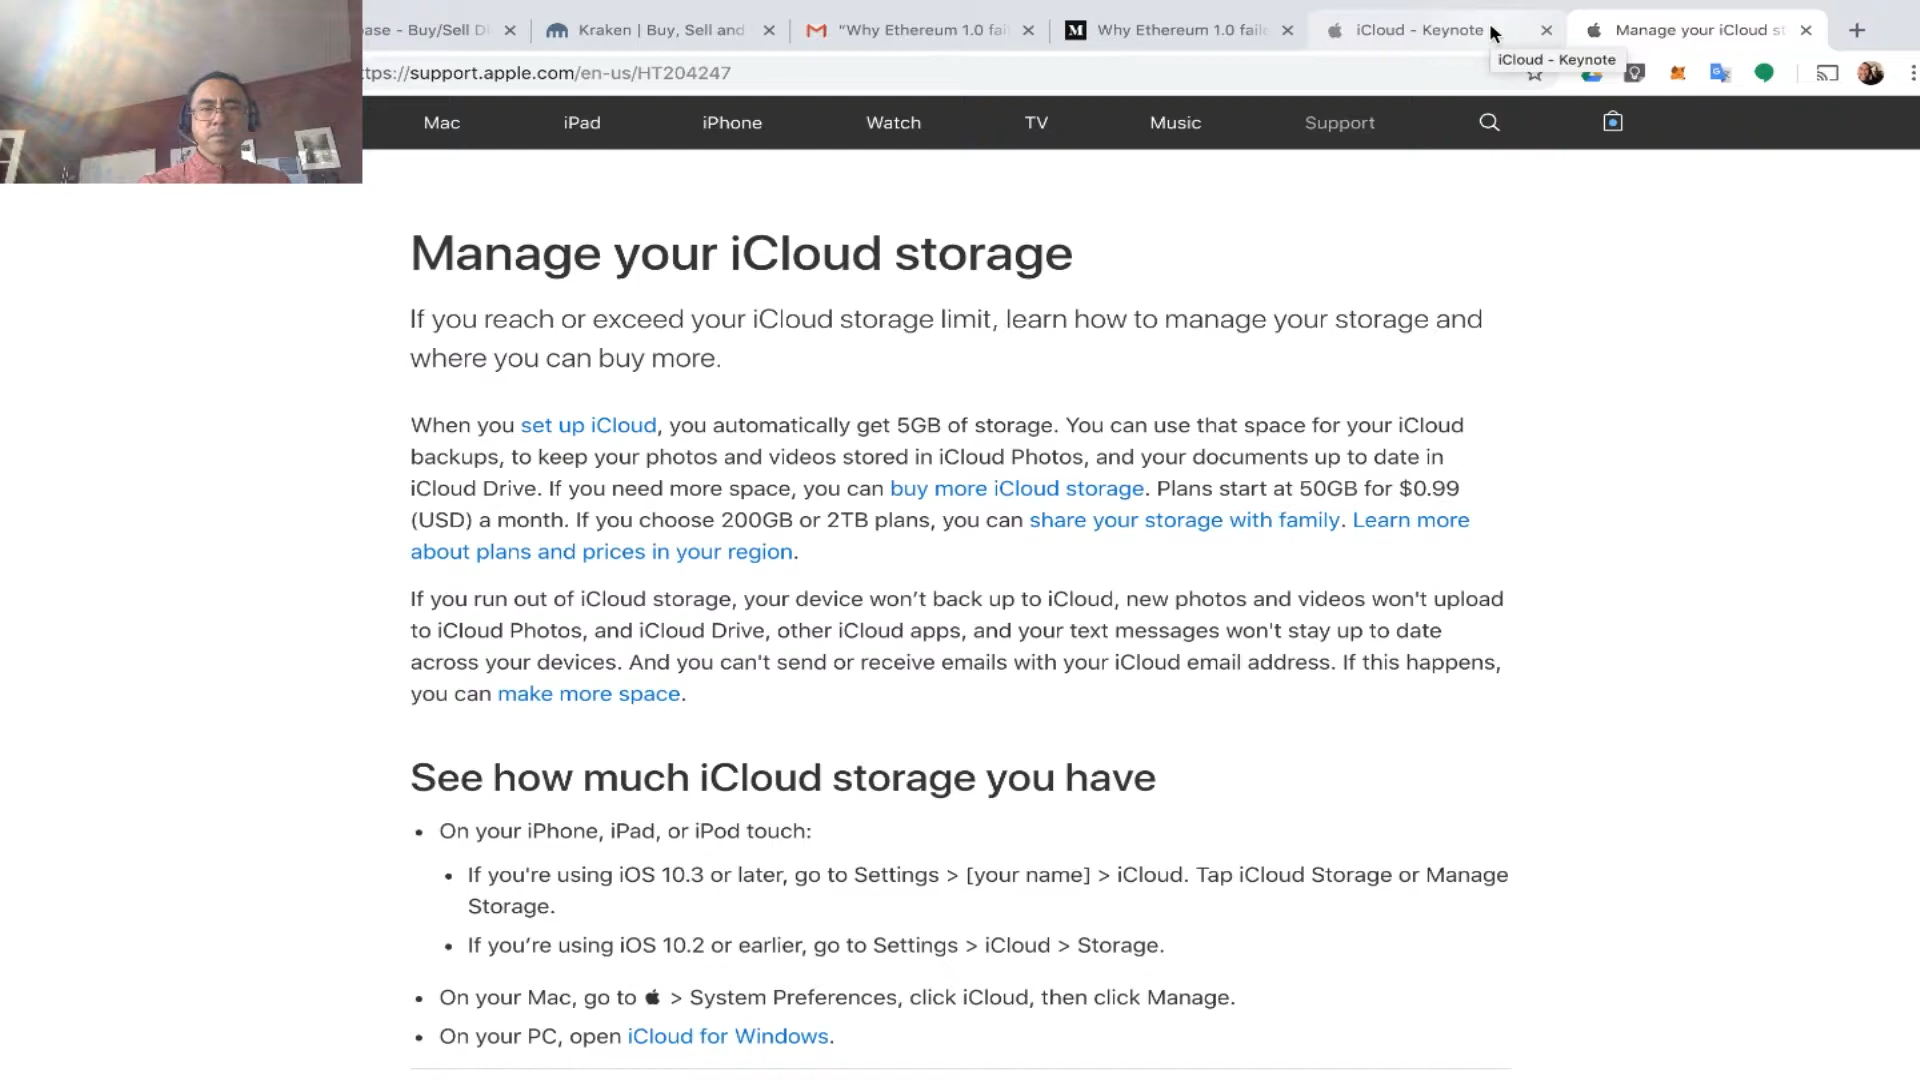 ase - Buy/Sell Di
Kraken | Buy, Sell and
"Why Ethereum 1.0 fai
Why Ethereum 1.0 faile
iCloud - Keynote
Manage your iCloud st
iCloud - Keynote
ttps://support.apple.com/en-us/HT204247
Mac
iPad
iPhone
Watch
TV
Music
Support
Manage your iCloud storage
If you reach or exceed your iCloud storage limit, learn how to manage your storage and
where you can buy more.
When you set up iCloud, you automatically get 5GB of storage. You can use that space for your iCloud
backups, to keep your photos and videos stored in iCloud Photos, and your documents up to date in
iCloud Drive. If you need more space, you can buy more iCloud storage. Plans start at 50GB for $0.99
(USD) a month. If you choose 200GB or 2TB plans, you can share your storage with family. Learn more
about plans and prices in your region.
If you run out of iCloud storage, your device won’t back up to iCloud, new photos and videos won't upload
to iCloud Photos, and iCloud Drive, other iCloud apps, and your text messages won't stay up to date
across your devices. And you can't send or receive emails with your iCloud email address. If this happens,
you can make more space.
See how much iCloud storage you have
• On your iPhone, iPad, or iPod touch:
• If you're using iOS 10.3 or later, go to Settings > [your name] > iCloud. Tap iCloud Storage or Manage
Storage.
• If you’re using iOS 10.2 or earlier, go to Settings > iCloud > Storage.
• On your Mac, go to  > System Preferences, click iCloud, then click Manage.
• On your PC, open iCloud for Windows.